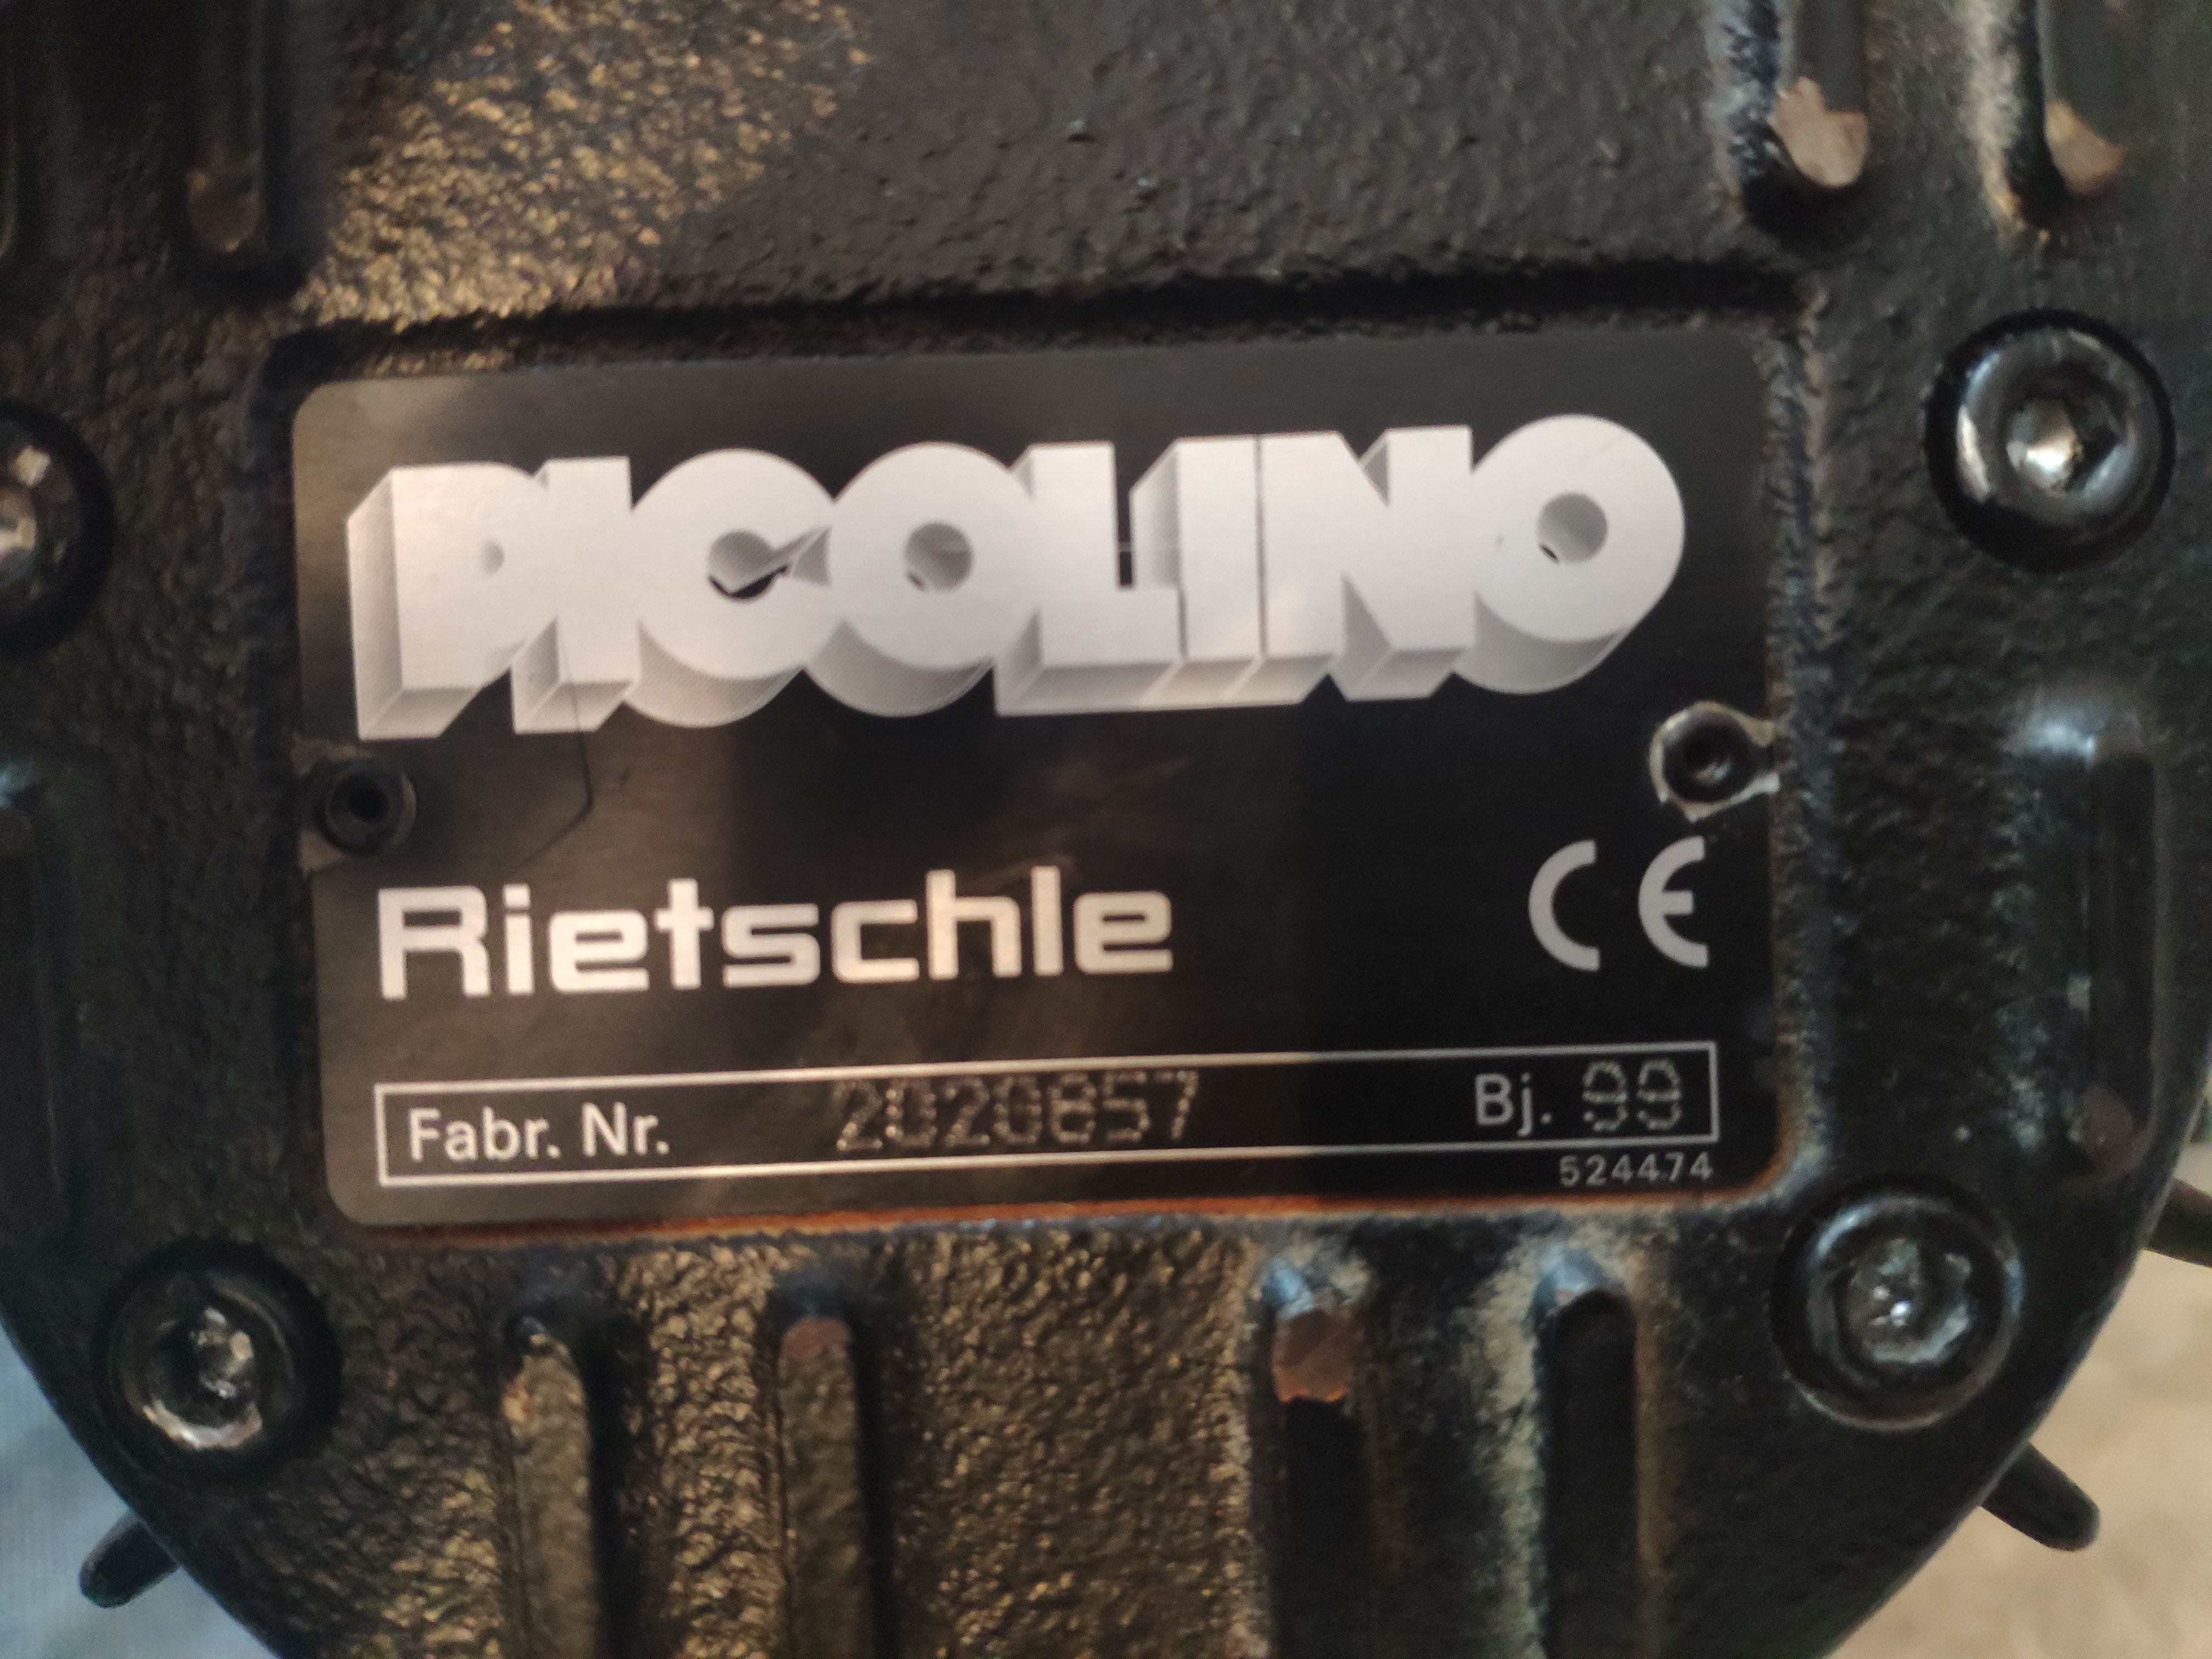 PICOLINO
Rietschle CE
Fabr. Nr. 2020857 Bj. 99
524474